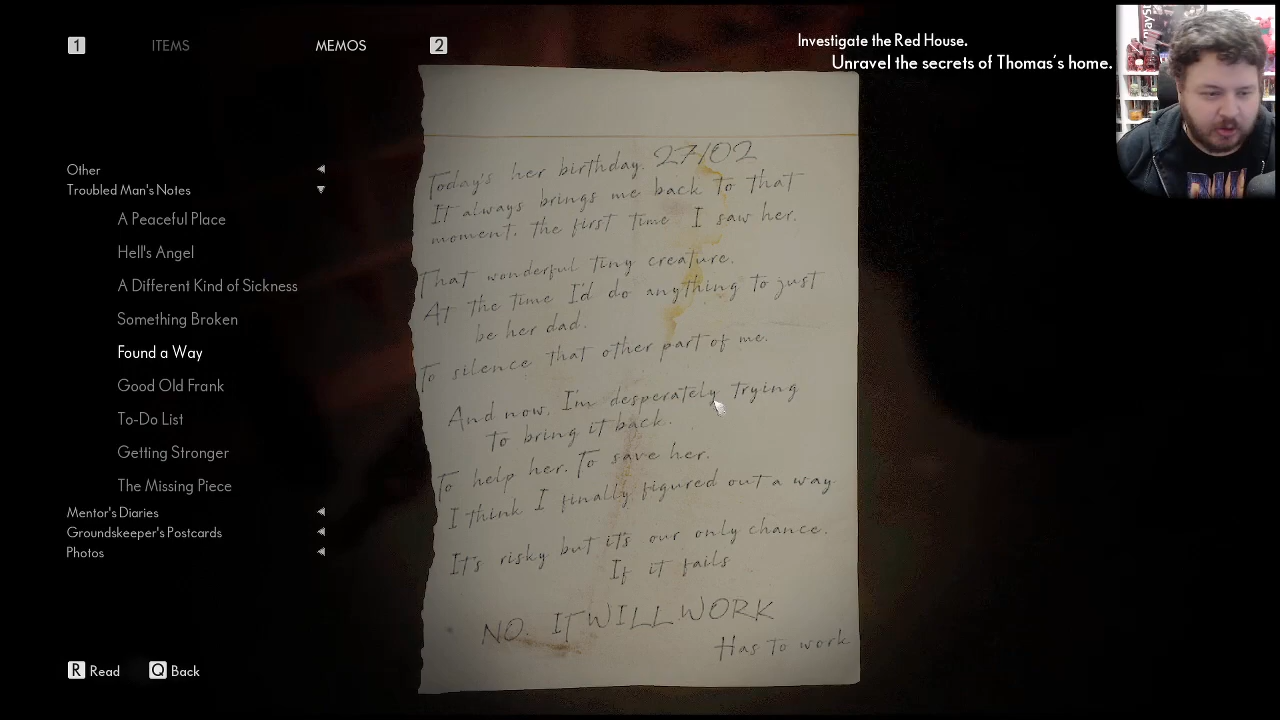 1
ITEMS
MEMOS
2
Investigate the Red House.
Unravel the secrets of Thomas's home.
Other
Troubled Man's Notes
A Peaceful Place
Hell's Angel
A Different Kind of Sickness
Something Broken
Found a Way
Good Old Frank
To-Do List
Getting Stronger
The Missing Piece
Mentor's Diaries
Groundskeeper's Postcards
Photos
R Read
Q Back
Today's her birthday. 27/02
It always brings me back to that
moment. the first time I saw her.
That wonderful tiny creature.
At the time I'd do anything to just
be her dad.
To silence that other part of me.
And now, I'm desperately trying
to bring it back.
To help her. To save her.
I think I finally figured out a way
It's risky but it's our only chance.
If it fails
NO. IT WILL WORK
Has to work